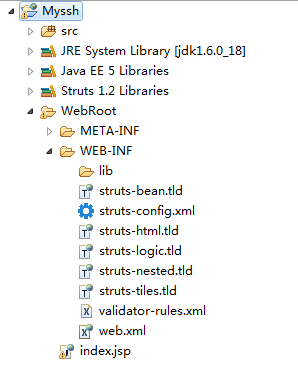 Myssh
src
JRE System Library [jdk1.6.0_18]
Java EE 5 Libraries
Struts 1.2 Libraries
WebRoot
META-INF
WEB-INF
lib
struts-bean.tld
struts-config.xml
struts-html.tld
struts-logic.tld
struts-nested.tld
struts-tiles.tld
validator-rules.xml
web.xml
index.jsp